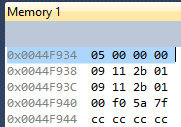 Memory 1
0x0044F934 05 00 00 00
0x0044F938 09 11 2b 01
0x0044F93C 09 11 2b 01
0x0044F940 00 f0 5a 7f
0x0044F944 cc cc cc cc